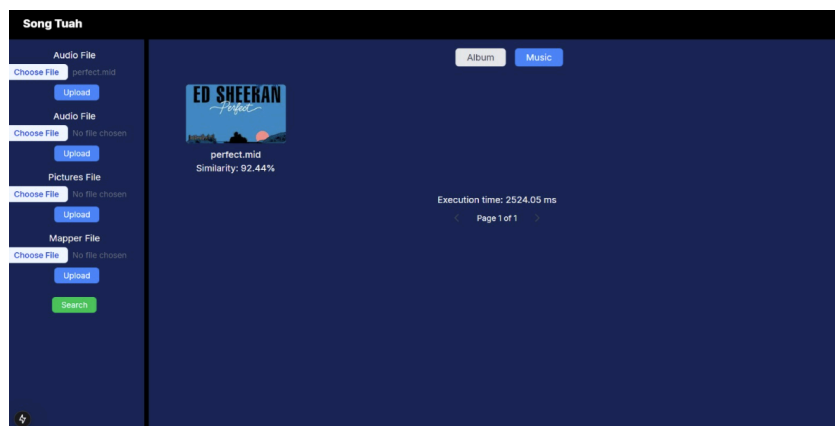 Song Tuah
Audio File
Choose File perfect.mid
Upload
Audio File
Choose File No file chosen
Upload
Pictures File
Choose File No file chosen
Upload
Mapper File
Choose File No file chosen
Upload
Search
Album Music
ED SHEERAN
Perfect
perfect.mid
Similarity: 92.44%
Execution time: 2524.05 ms
Page 1 of 1